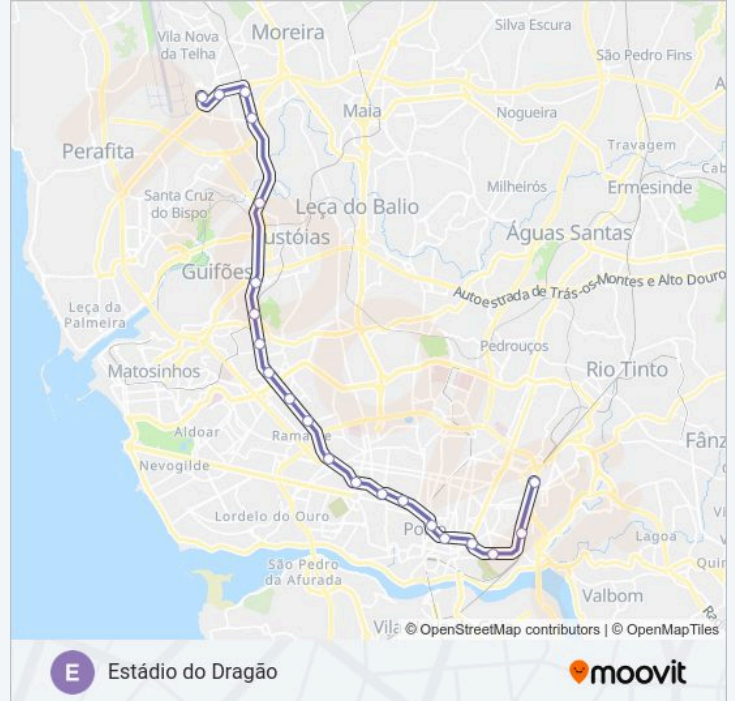 Vila Nova
da Telha
Moreira
Silva Escura
São Pedro Fins
Maia
Nogueira
Perafita
Travagem
Santa Cruz
do Bispo
Milheirós
Ermesinde
Leça do Balio
ustóias
Águas Santas
Guifões
Autoestrada de Trás-os-Montes e Alto Douro
Leça da
Palmeira
Pedrouços
Matosinhos
Rio Tinto
Aldoar
Nevogilde
Lordelo do Ouro
Lagoa
São Pedro
da Afurada
Valbom
© OpenStreetMap contributors | © OpenMapTiles
E
Estádio do Dragão
moovit